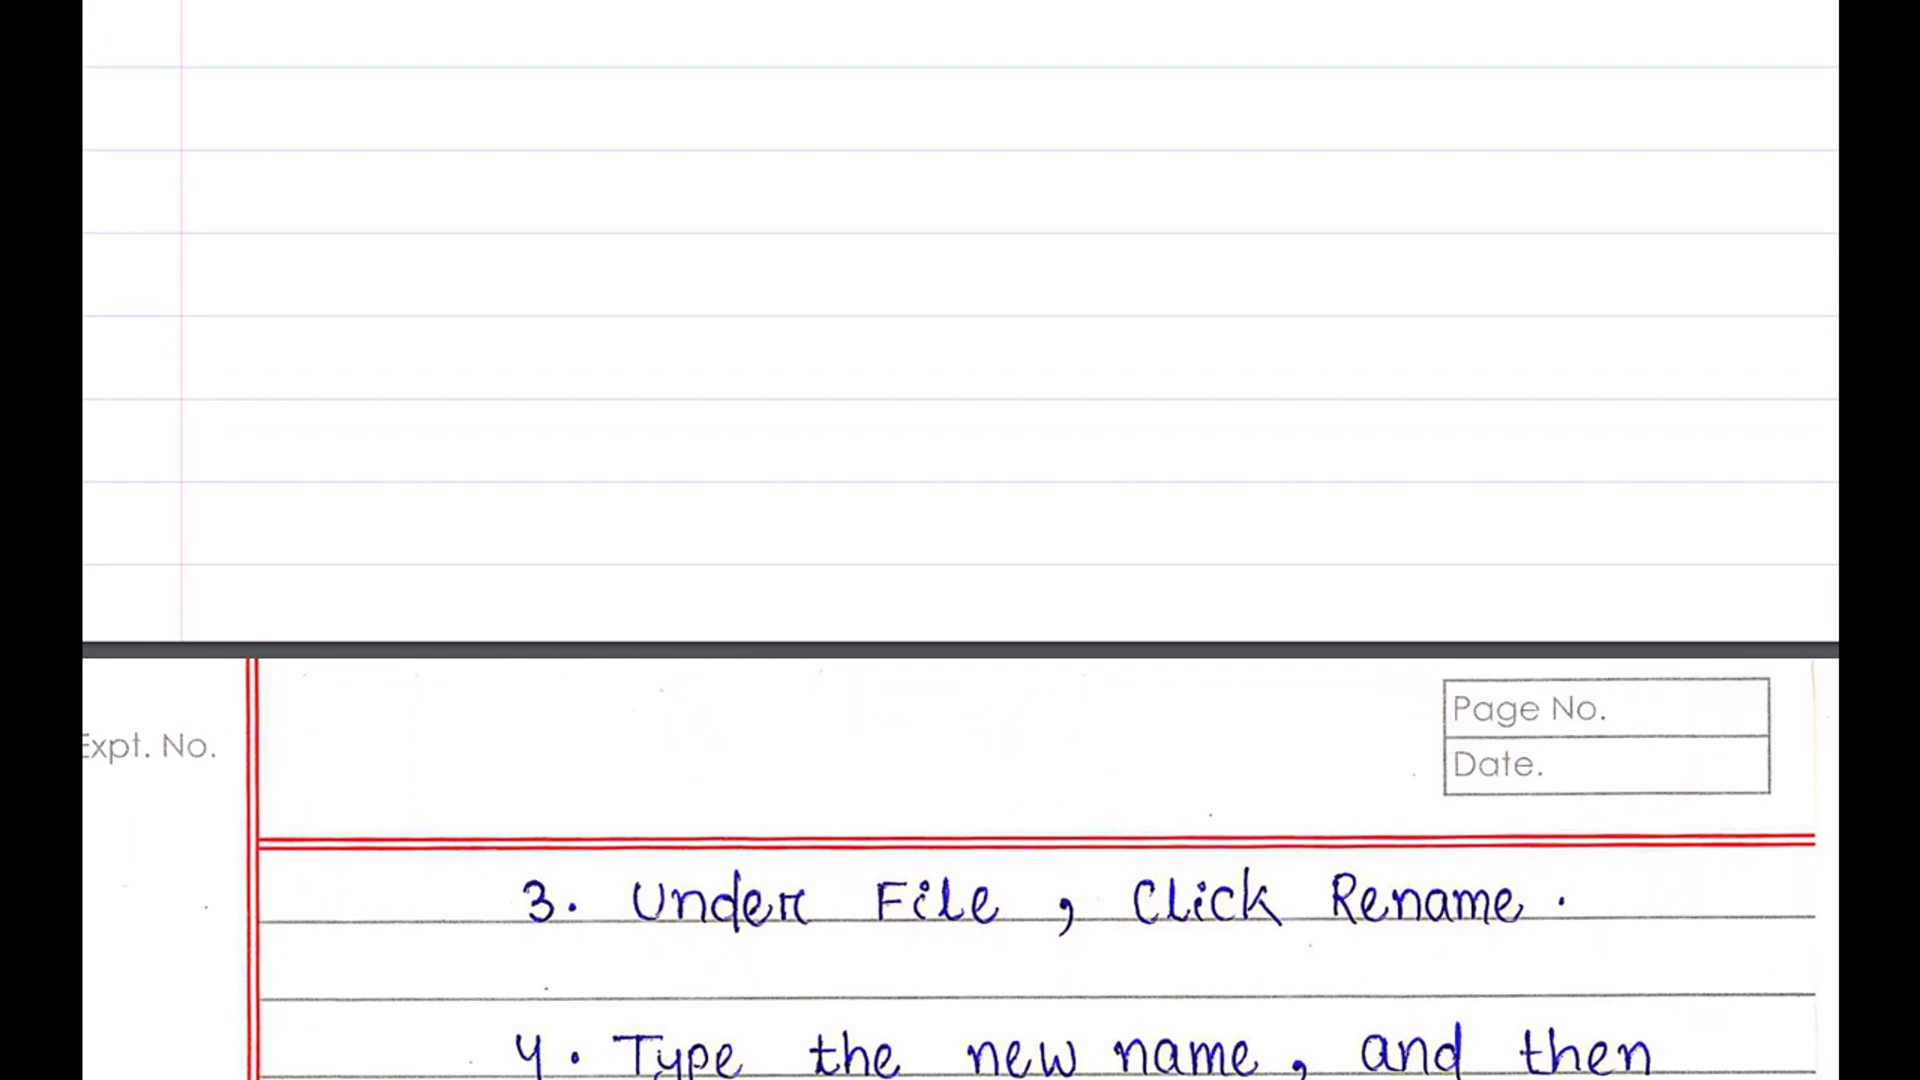 Page No.
Expt. No.
Date.
3. Under File, Click Rename.
4. Type the new name, and then